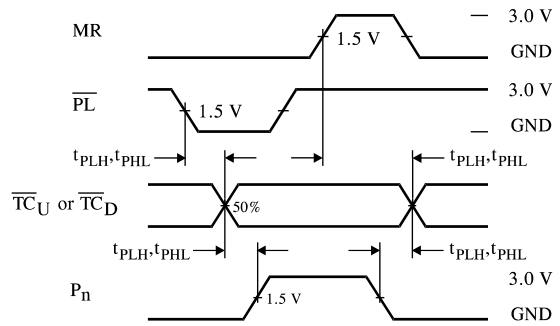 MR
1.5 V
3.0 V
GND
PL
1.5 V
3.0 V
GND
tPLH,tPHL
tPLH,tPHL
TCU or TCD
50%
tPLH,tPHL
tPLH,tPHL
Pn
1.5 V
3.0 V
GND